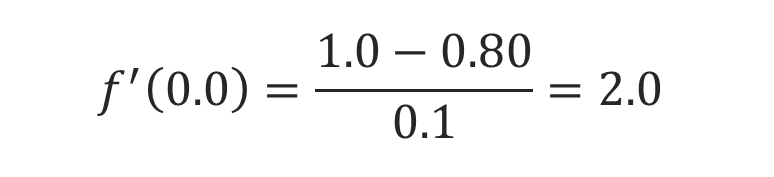 f′(0.0) = (1.0 − 0.80)/0.1 = 2.0